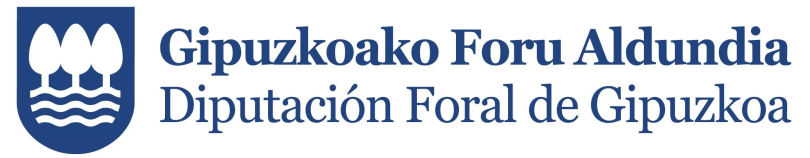 Gipuzkoako Foru Aldundia
Diputación Foral de Gipuzkoa